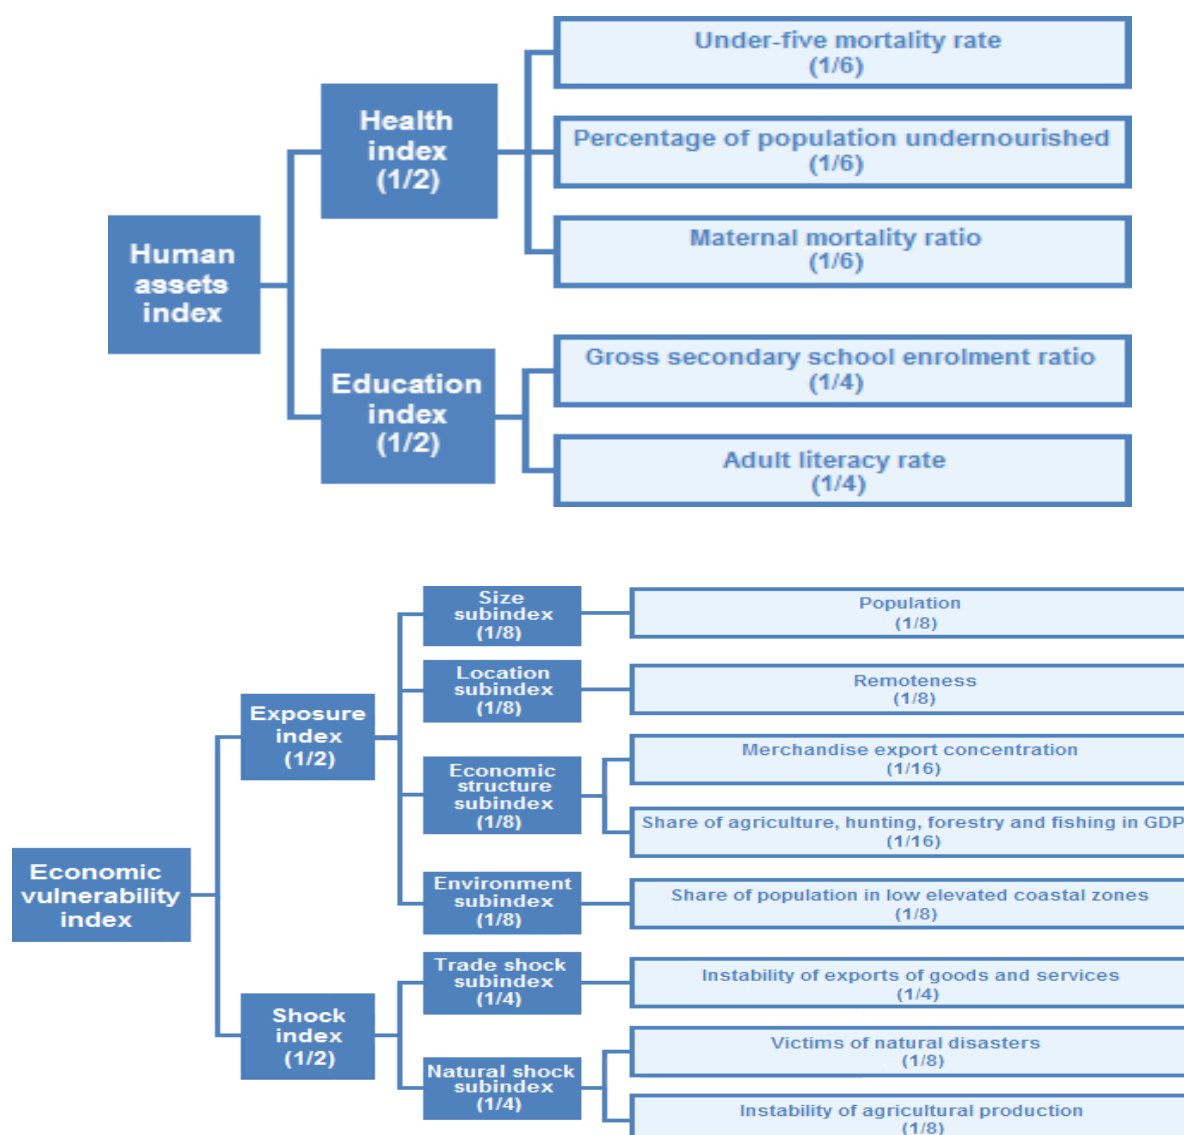 Human
assets
index
Health
index
(1/2)
Under-five mortality rate
(1/6)
Percentage of population undernourished
(1/6)
Maternal mortality ratio
(1/6)
Education
index
(1/2)
Gross secondary school enrolment ratio
(1/4)
Adult literacy rate
(1/4)
Economic
vulnerability
index
Exposure
index
(1/2)
Size
subindex
(1/8)
Population
(1/8)
Location
subindex
(1/8)
Remoteness
(1/8)
Economic
structure
subindex
(1/8)
Merchandise export concentration
(1/16)
Share of agriculture, hunting, forestry and fishing in GDP
(1/16)
Environment
subindex
(1/8)
Share of population in low elevated coastal zones
(1/8)
Shock
index
(1/2)
Trade shock
subindex
(1/4)
Instability of exports of goods and services
(1/4)
Natural shock
subindex
(1/4)
Victims of natural disasters
(1/8)
Instability of agricultural production
(1/8)